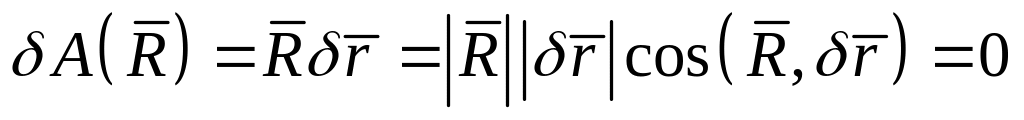 δA(R̅) = R̅δr̅ = |R̅||δr̅|cos(R̅,δr̅) = 0